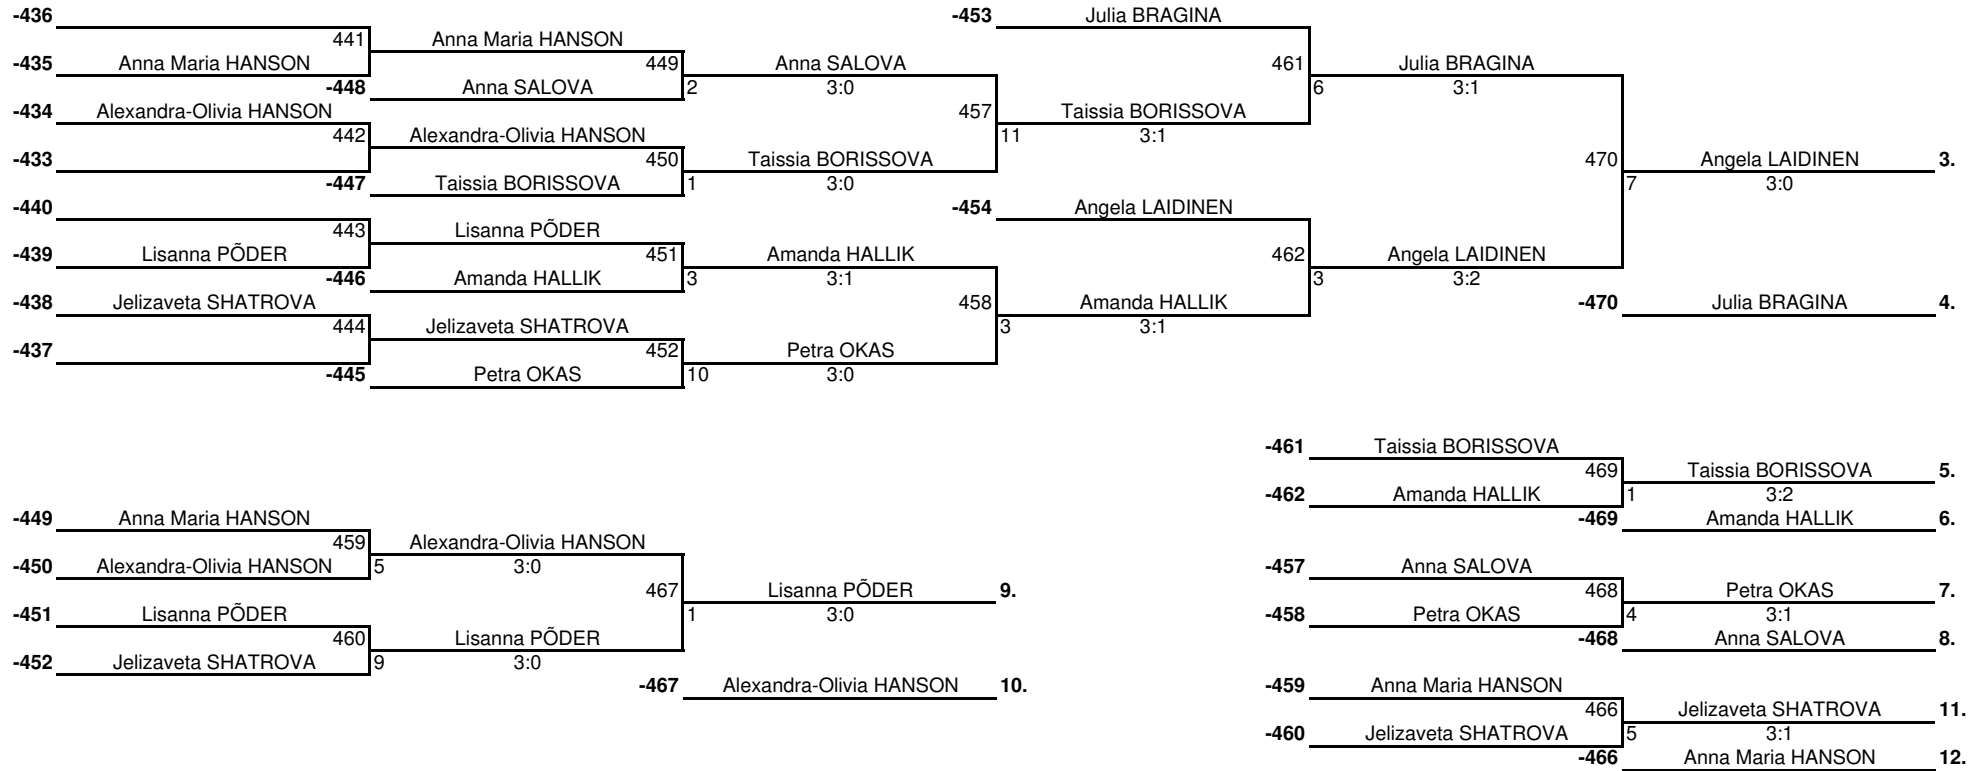 -436 -453 Julia BRAGINA
441 Anna Maria HANSON
-435 Anna Maria HANSON 449 Anna SALOVA 461 Julia BRAGINA
-448 Anna SALOVA 2 3:0 6 3:1
-434 Alexandra-Olivia HANSON 457 Taissia BORISSOVA
442 Alexandra-Olivia HANSON 11 3:1
-433 450 Taissia BORISSOVA 470 Angela LAIDINEN 3.
-447 Taissia BORISSOVA 1 3:0 7 3:0
-440 -454 Angela LAIDINEN
443 Lisanna PÕDER
-439 Lisanna PÕDER 451 Amanda HALLIK 462 Angela LAIDINEN
-446 Amanda HALLIK 3 3:1 3 3:2
-438 Jelizaveta SHATROVA 458 Amanda HALLIK -470 Julia BRAGINA 4.
444 Jelizaveta SHATROVA 3 3:1
-437 452 Petra OKAS
-445 Petra OKAS 10 3:0
-461 Taissia BORISSOVA
469 Taissia BORISSOVA 5.
-462 Amanda HALLIK 1 3:2
-449 Anna Maria HANSON -469 Amanda HALLIK 6.
459 Alexandra-Olivia HANSON
-450 Alexandra-Olivia HANSON 5 3:0 -457 Anna SALOVA
467 Lisanna PÕDER 9. 468 Petra OKAS 7.
-451 Lisanna PÕDER 1 3:0 -458 Petra OKAS 4 3:1
460 Lisanna PÕDER -468 Anna SALOVA 8.
-452 Jelizaveta SHATROVA 9 3:0
-467 Alexandra-Olivia HANSON 10. -459 Anna Maria HANSON
466 Jelizaveta SHATROVA 11.
-460 Jelizaveta SHATROVA 5 3:1
-466 Anna Maria HANSON 12.